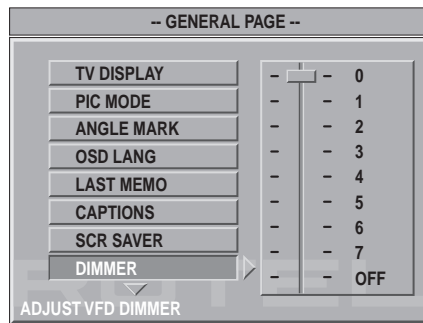 -- GENERAL PAGE --
TV DISPLAY
PIC MODE
ANGLE MARK
OSD LANG
LAST MEMO
CAPTIONS
SCR SAVER
DIMMER
0
1
2
3
4
5
6
7
OFF
ADJUST VFD DIMMER